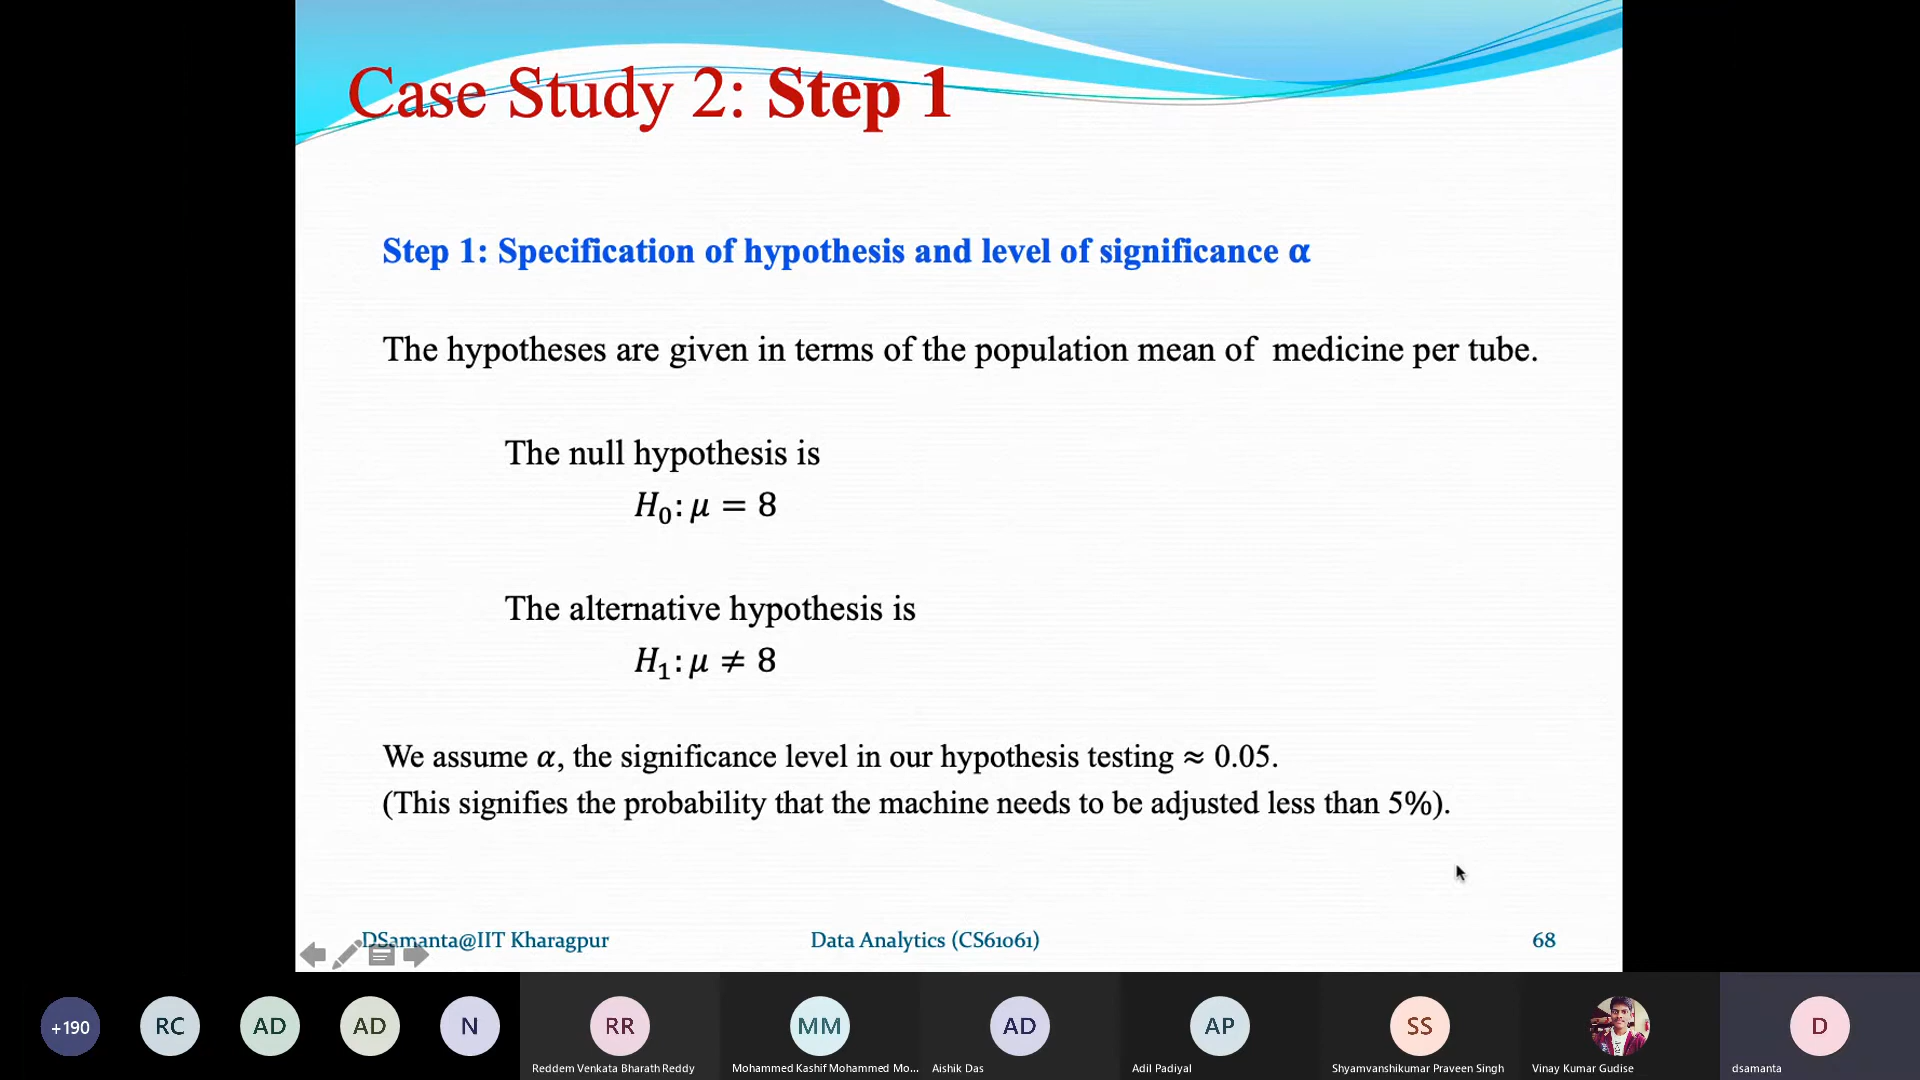 Case Study 2: Step 1
Step 1: Specification of hypothesis and level of significance α
The hypotheses are given in terms of the population mean of medicine per tube.
The null hypothesis is
H₀: μ = 8
The alternative hypothesis is
H₁: μ ≠ 8
We assume α, the significance level in our hypothesis testing ≈ 0.05.
(This signifies the probability that the machine needs to be adjusted less than 5%).
DSamanta@IIT Kharagpur
Data Analytics (CS61061)
68
+190
RC
AD
AD
N
RR
MM
AD
AP
SS
D
Reddem Venkata Bharath Reddy
Mohammed Kashif Mohammed Mo...
Aishik Das
Adil Padiyal
Shyamvanshikumar Praveen Singh
Vinay Kumar Gudise
dsamanta